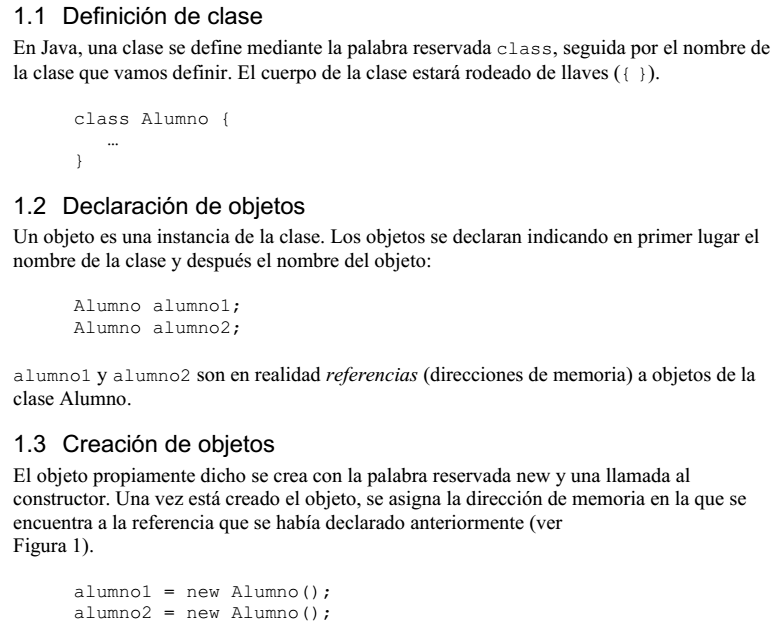 1.1 Definición de clase
En Java, una clase se define mediante la palabra reservada class, seguida por el nombre de
la clase que vamos definir. El cuerpo de la clase estará rodeado de llaves ({ }).
class Alumno {
…
}
1.2 Declaración de objetos
Un objeto es una instancia de la clase. Los objetos se declaran indicando en primer lugar el
nombre de la clase y después el nombre del objeto:
Alumno alumno1;
Alumno alumno2;
alumno1 y alumno2 son en realidad referencias (direcciones de memoria) a objetos de la
clase Alumno.
1.3 Creación de objetos
El objeto propiamente dicho se crea con la palabra reservada new y una llamada al
constructor. Una vez está creado el objeto, se asigna la dirección de memoria en la que se
encuentra a la referencia que se había declarado anteriormente (ver
Figura 1).
alumno1 = new Alumno();
alumno2 = new Alumno();